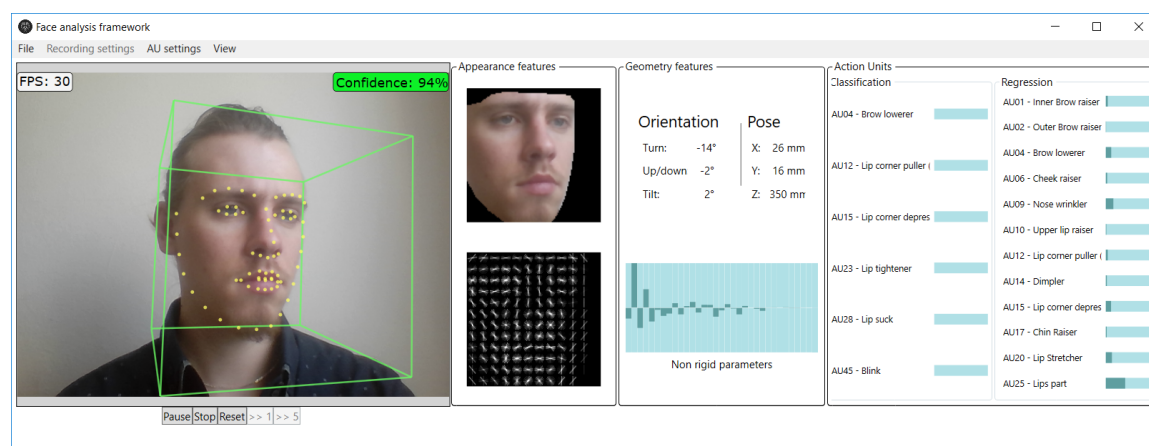 Face analysis framework
File Recording settings AU settings View
FPS: 30
Confidence: 94%
Pause Stop Reset >> 1 >> 5
Appearance features
Geometry features
Orientation Pose
Turn: -14° X: 26 mm
Up/down -2° Y: 16 mm
Tilt: 2° Z: 350 mm
Non rigid parameters
Action Units
Classification
AU04 - Brow lowerer
AU12 - Lip corner puller (
AU15 - Lip corner depres
AU23 - Lip tightener
AU28 - Lip suck
AU45 - Blink
Regression
AU01 - Inner Brow raiser
AU02 - Outer Brow raiser
AU04 - Brow lowerer
AU06 - Cheek raiser
AU09 - Nose wrinkler
AU10 - Upper lip raiser
AU12 - Lip corner puller (
AU14 - Dimpler
AU15 - Lip corner depres
AU17 - Chin Raiser
AU20 - Lip Stretcher
AU25 - Lips part